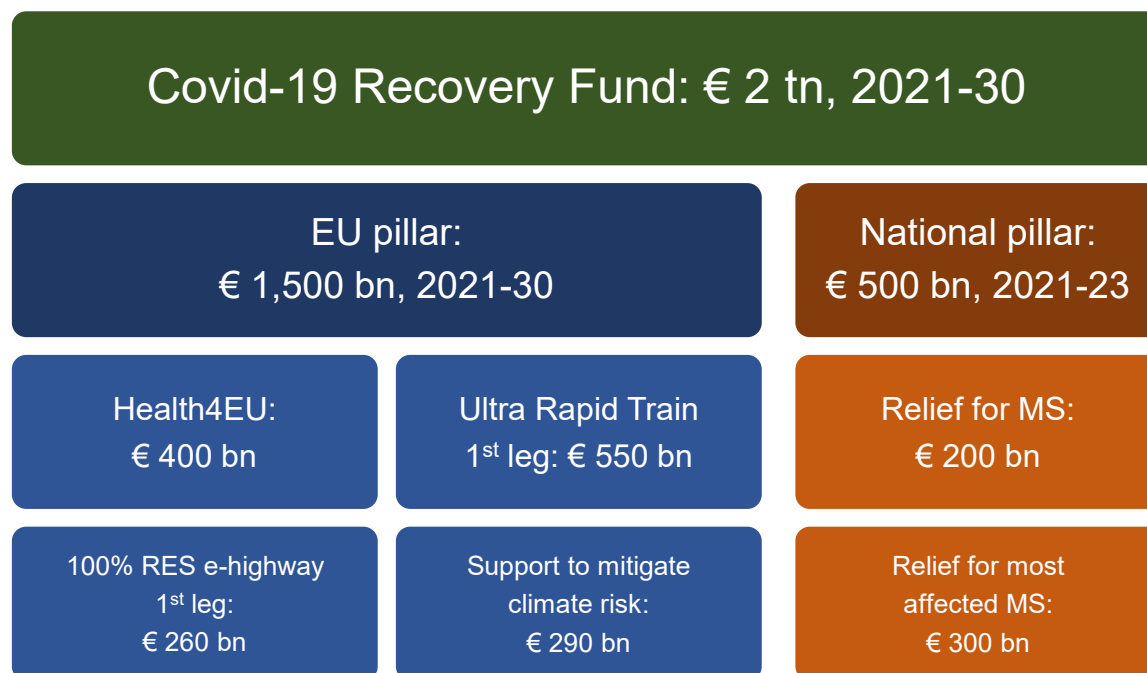 Covid-19 Recovery Fund: € 2 tn, 2021-30
EU pillar:
€ 1,500 bn, 2021-30
National pillar:
€ 500 bn, 2021-23
Health4EU:
€ 400 bn
Ultra Rapid Train
1st leg: € 550 bn
Relief for MS:
€ 200 bn
100% RES e-highway
1st leg:
€ 260 bn
Support to mitigate
climate risk:
€ 290 bn
Relief for most
affected MS:
€ 300 bn